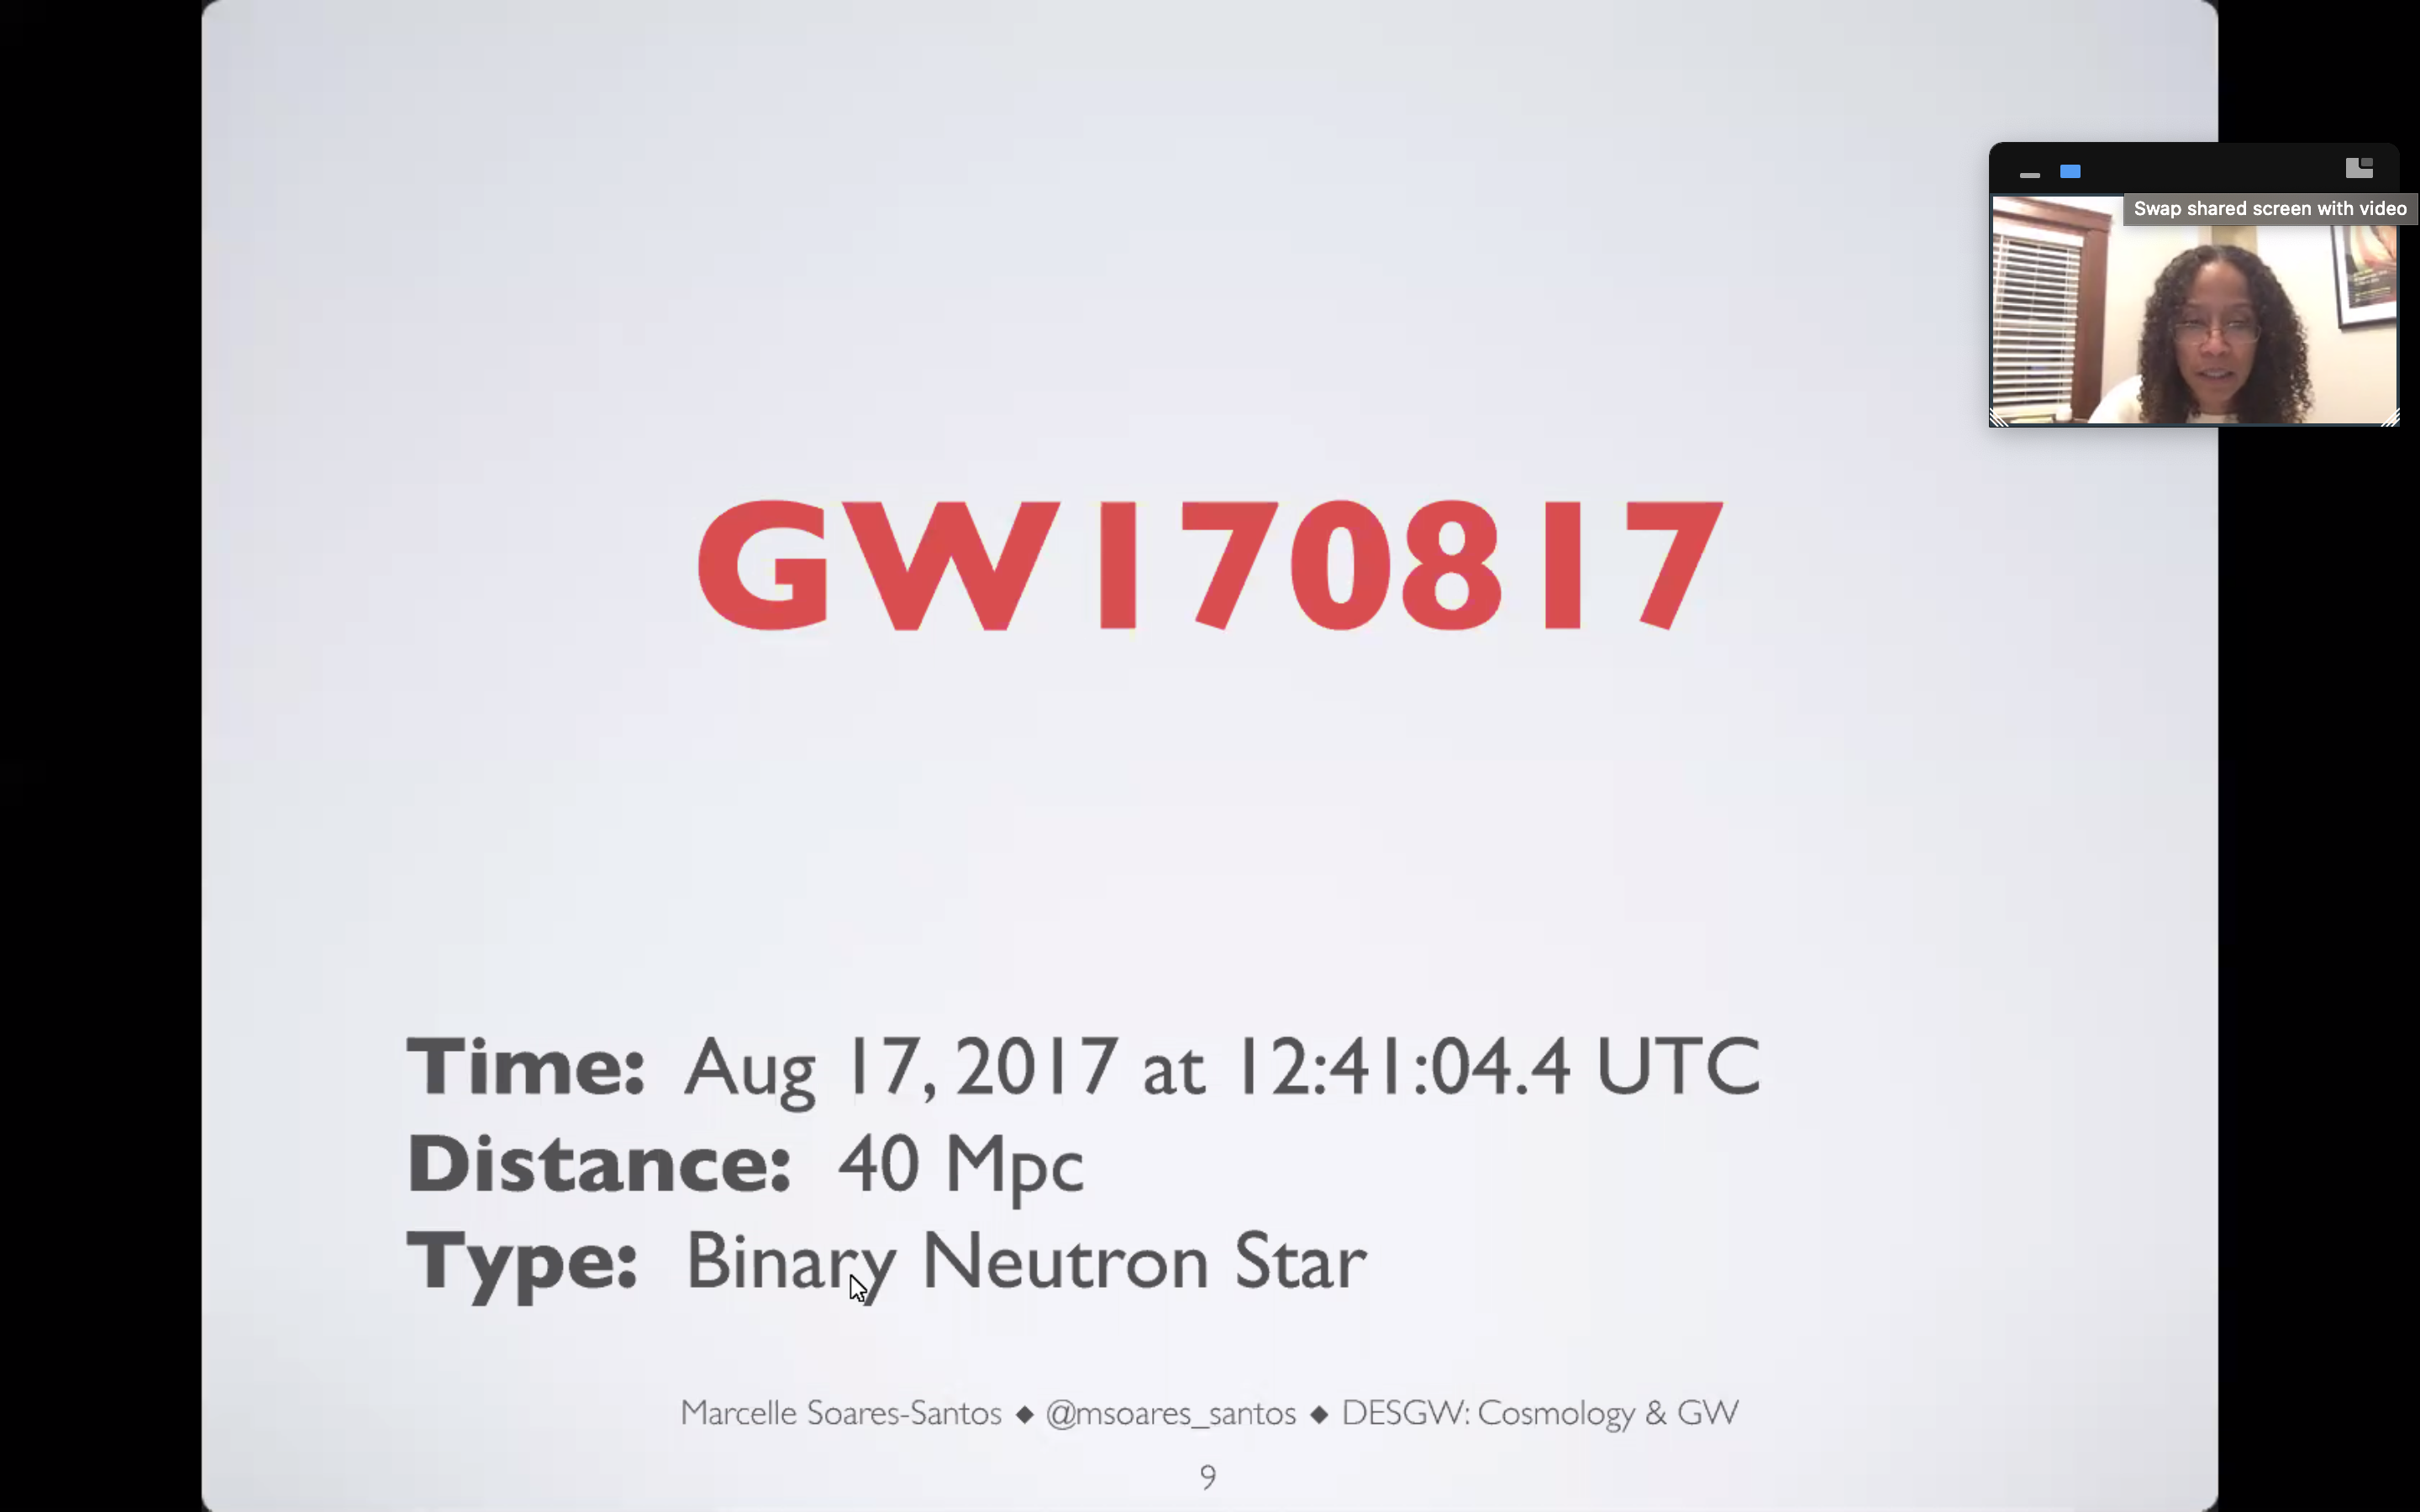 Swap shared screen with video
GW170817
Time: Aug 17, 2017 at 12:41:04.4 UTC
Distance: 40 Mpc
Type: Binary Neutron Star
Marcelle Soares-Santos ◆ @msoares_santos ◆ DESGW: Cosmology & GW
9